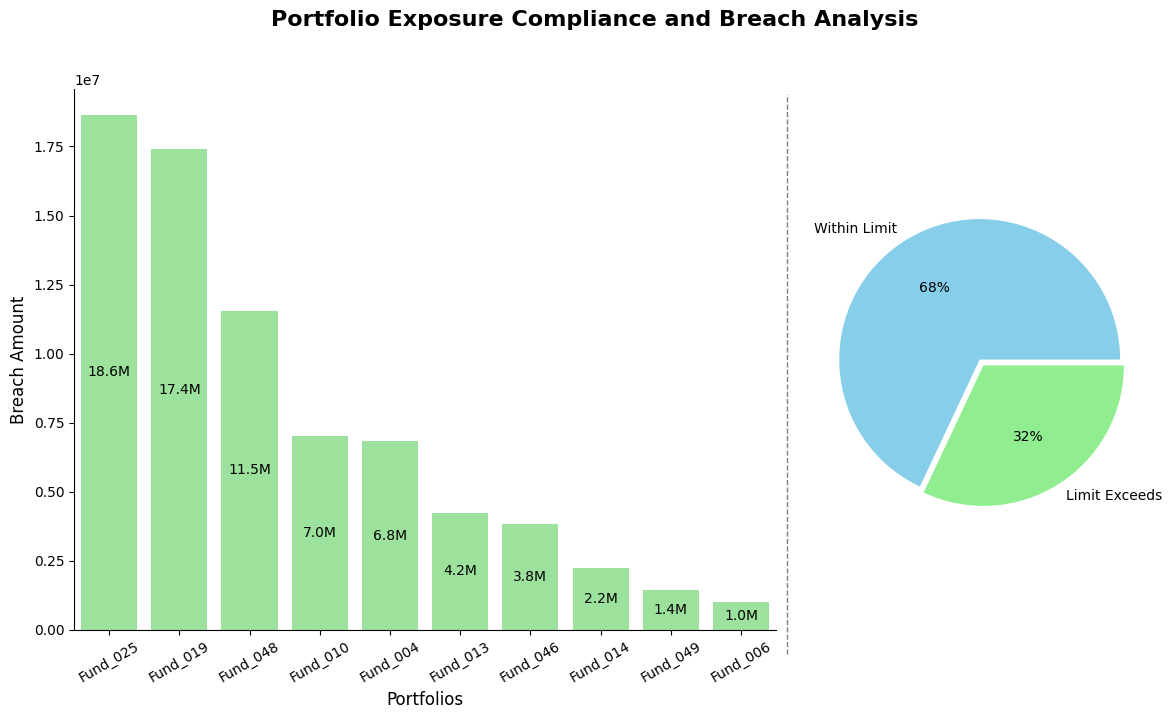 Portfolio Exposure Compliance and Breach Analysis
1e7
1.75
1.50
1.25
1.00
0.75
0.50
0.25
0.00
Breach Amount
18.6M
17.4M
11.5M
7.0M
6.8M
4.2M
3.8M
2.2M
1.4M
1.0M
Fund_025
Fund_019
Fund_048
Fund_010
Fund_004
Fund_013
Fund_046
Fund_014
Fund_049
Fund_006
Portfolios
Within Limit
68%
32%
Limit Exceeds